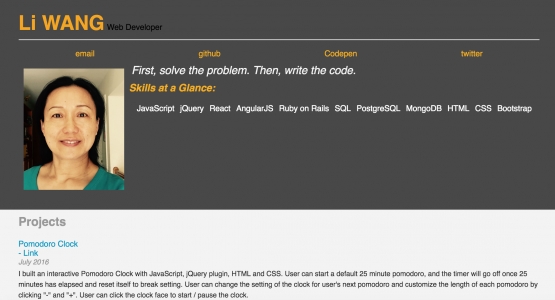 Li WANG Web Developer
email github Codepen twitter
First, solve the problem. Then, write the code.
Skills at a Glance:
JavaScript jQuery React AngularJS Ruby on Rails SQL PostgreSQL MongoDB HTML CSS Bootstrap
Projects
Pomodoro Clock
- Link
July 2016
I built an interactive Pomodoro Clock with JavaScript, jQuery plugin, HTML and CSS. User can start a default 25 minute pomodoro, and the timer will go off once 25
minutes has elapsed and reset itself to break setting. User can change the setting of the clock for user's next pomodoro and customize the length of each pomodoro by
clicking "-" and "+". User can click the clock face to start / pause the clock.